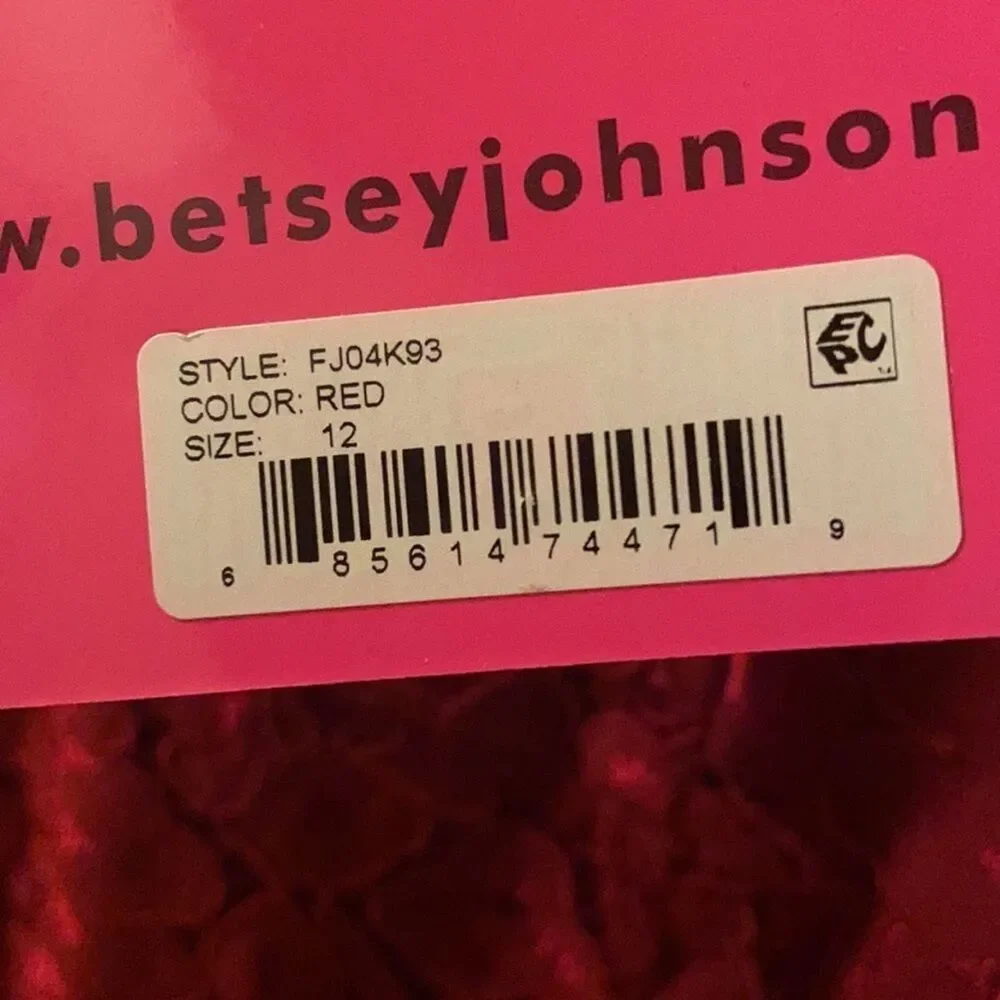 w.betseyjohnson
STYLE: FJ04K93
EPC
COLOR: RED
SIZE: 12
6 85614 74471 9